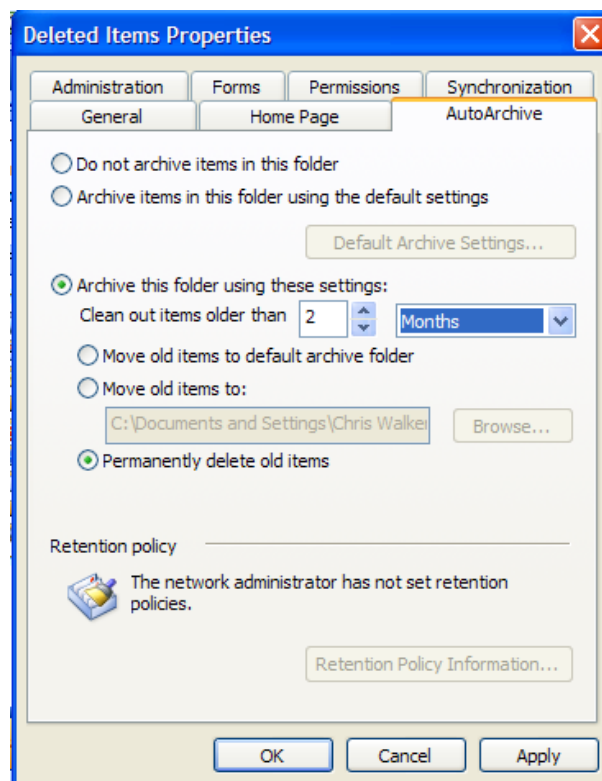 Deleted Items Properties
Administration Forms Permissions Synchronization
General Home Page AutoArchive
Do not archive items in this folder
Archive items in this folder using the default settings
Default Archive Settings...
Archive this folder using these settings:
Clean out items older than 2 Months
Move old items to default archive folder
Move old items to:
C:\Documents and Settings\Chris Walker Browse...
Permanently delete old items
Retention policy
The network administrator has not set retention
policies.
Retention Policy Information...
OK Cancel Apply